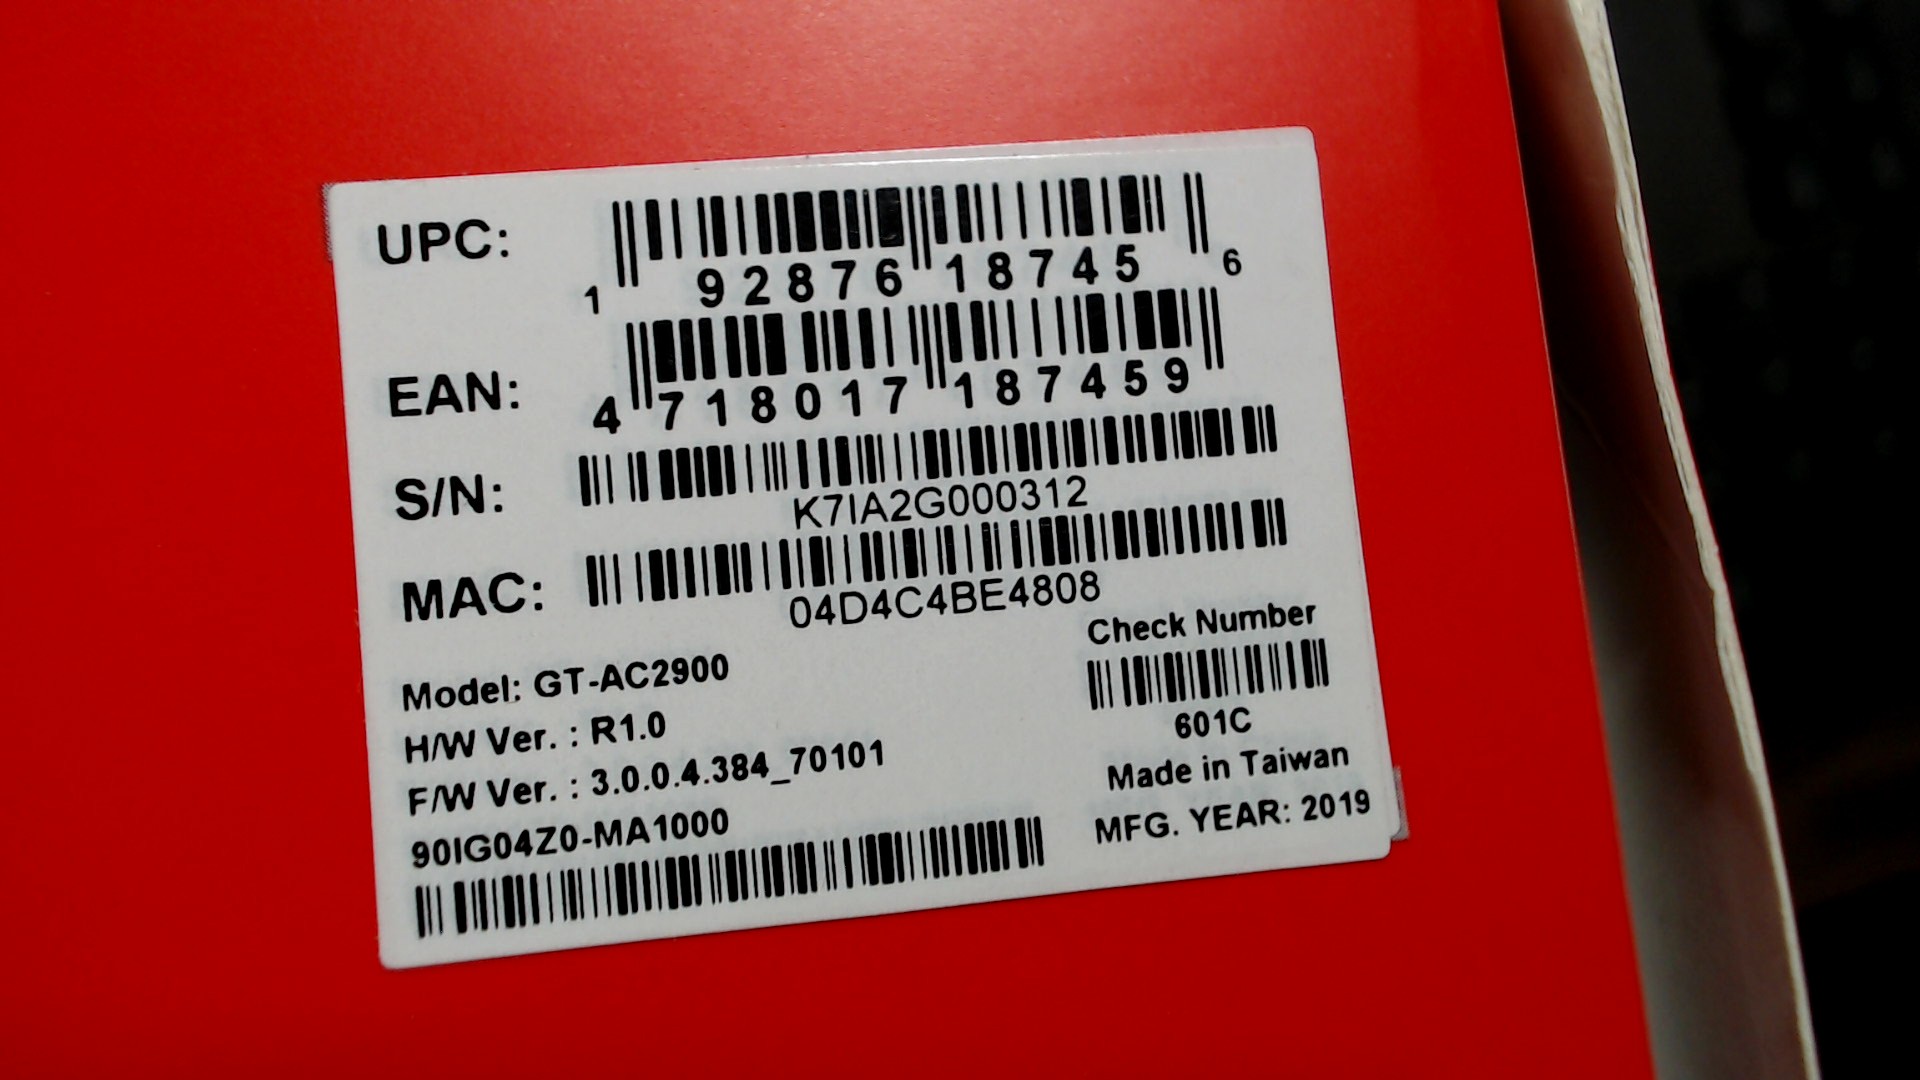 UPC: 1 92876 18745 6
EAN: 4 718017 187459
S/N: K7IA2G000312
MAC: 04D4C4BE4808
Check Number
Model: GT-AC2900
601C
H/W Ver. : R1.0
Made in Taiwan
F/W Ver. : 3.0.0.4.384_70101
MFG. YEAR: 2019
90IG04Z0-MA1000